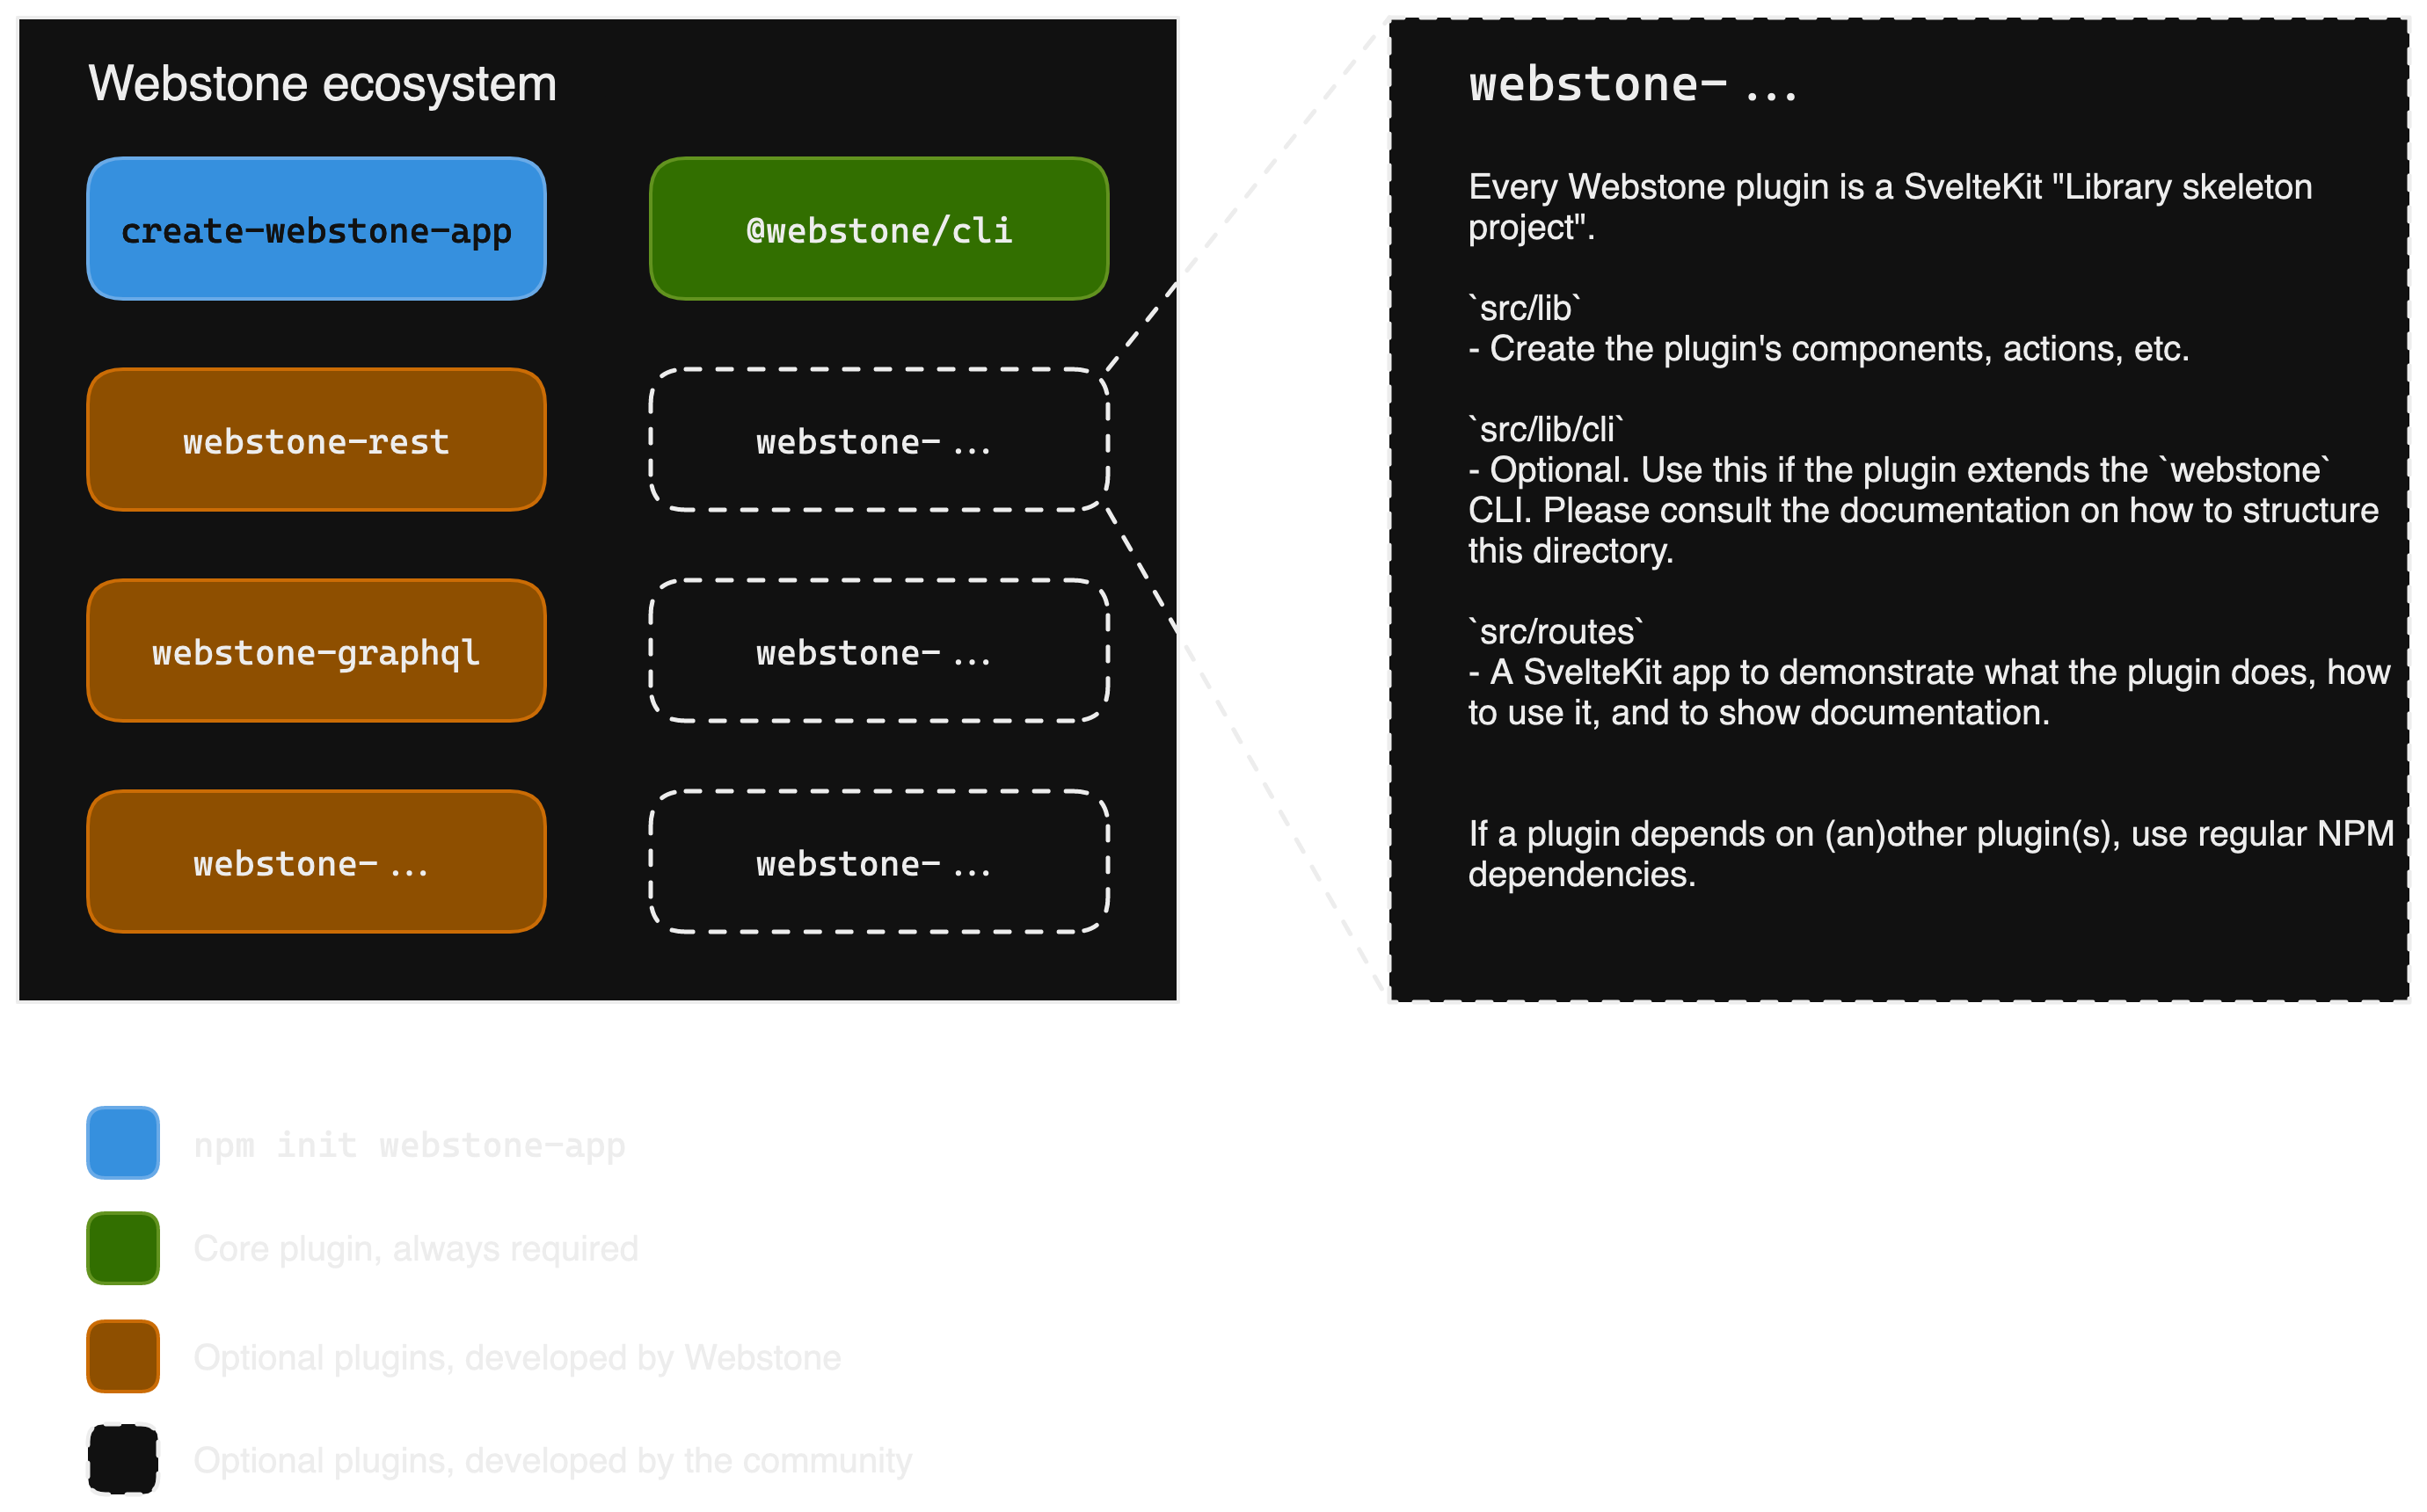 Webstone ecosystem
create-webstone-app
@webstone/cli
webstone-rest
webstone-...
webstone-graphql
webstone-...
webstone-...
webstone-...
webstone-...
Every Webstone plugin is a SvelteKit "Library skeleton
project".
`src/lib`
- Create the plugin's components, actions, etc.
`src/lib/cli`
- Optional. Use this if the plugin extends the `webstone`
CLI. Please consult the documentation on how to structure
this directory.
`src/routes`
- A SvelteKit app to demonstrate what the plugin does, how
to use it, and to show documentation.
If a plugin depends on (an)other plugin(s), use regular NPM
dependencies.
npm init webstone-app
Core plugin, always required
Optional plugins, developed by Webstone
Optional plugins, developed by the community